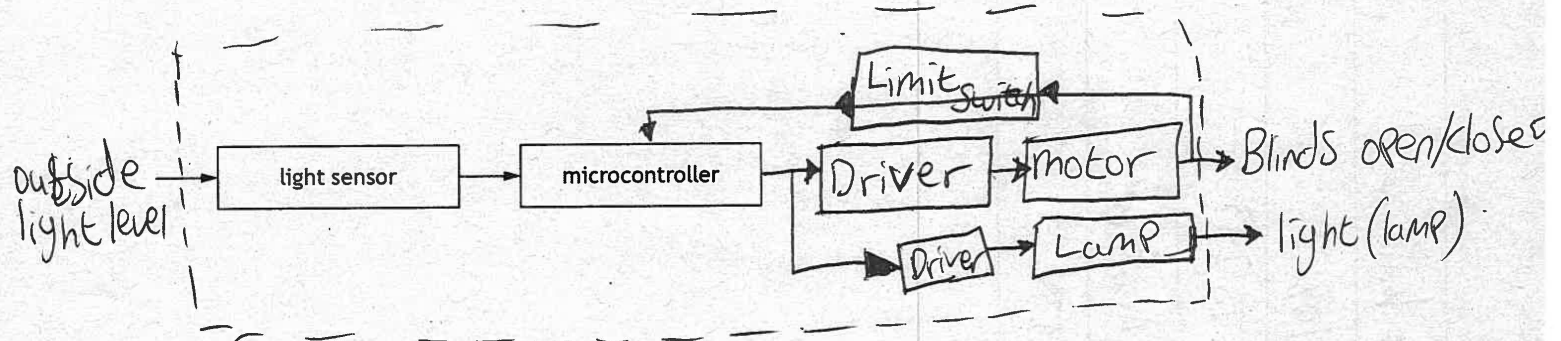 Limit
Switch
outside
light level
light sensor
microcontroller
Driver
motor
Blinds open/closed
Driver
Lamp
light (lamp)